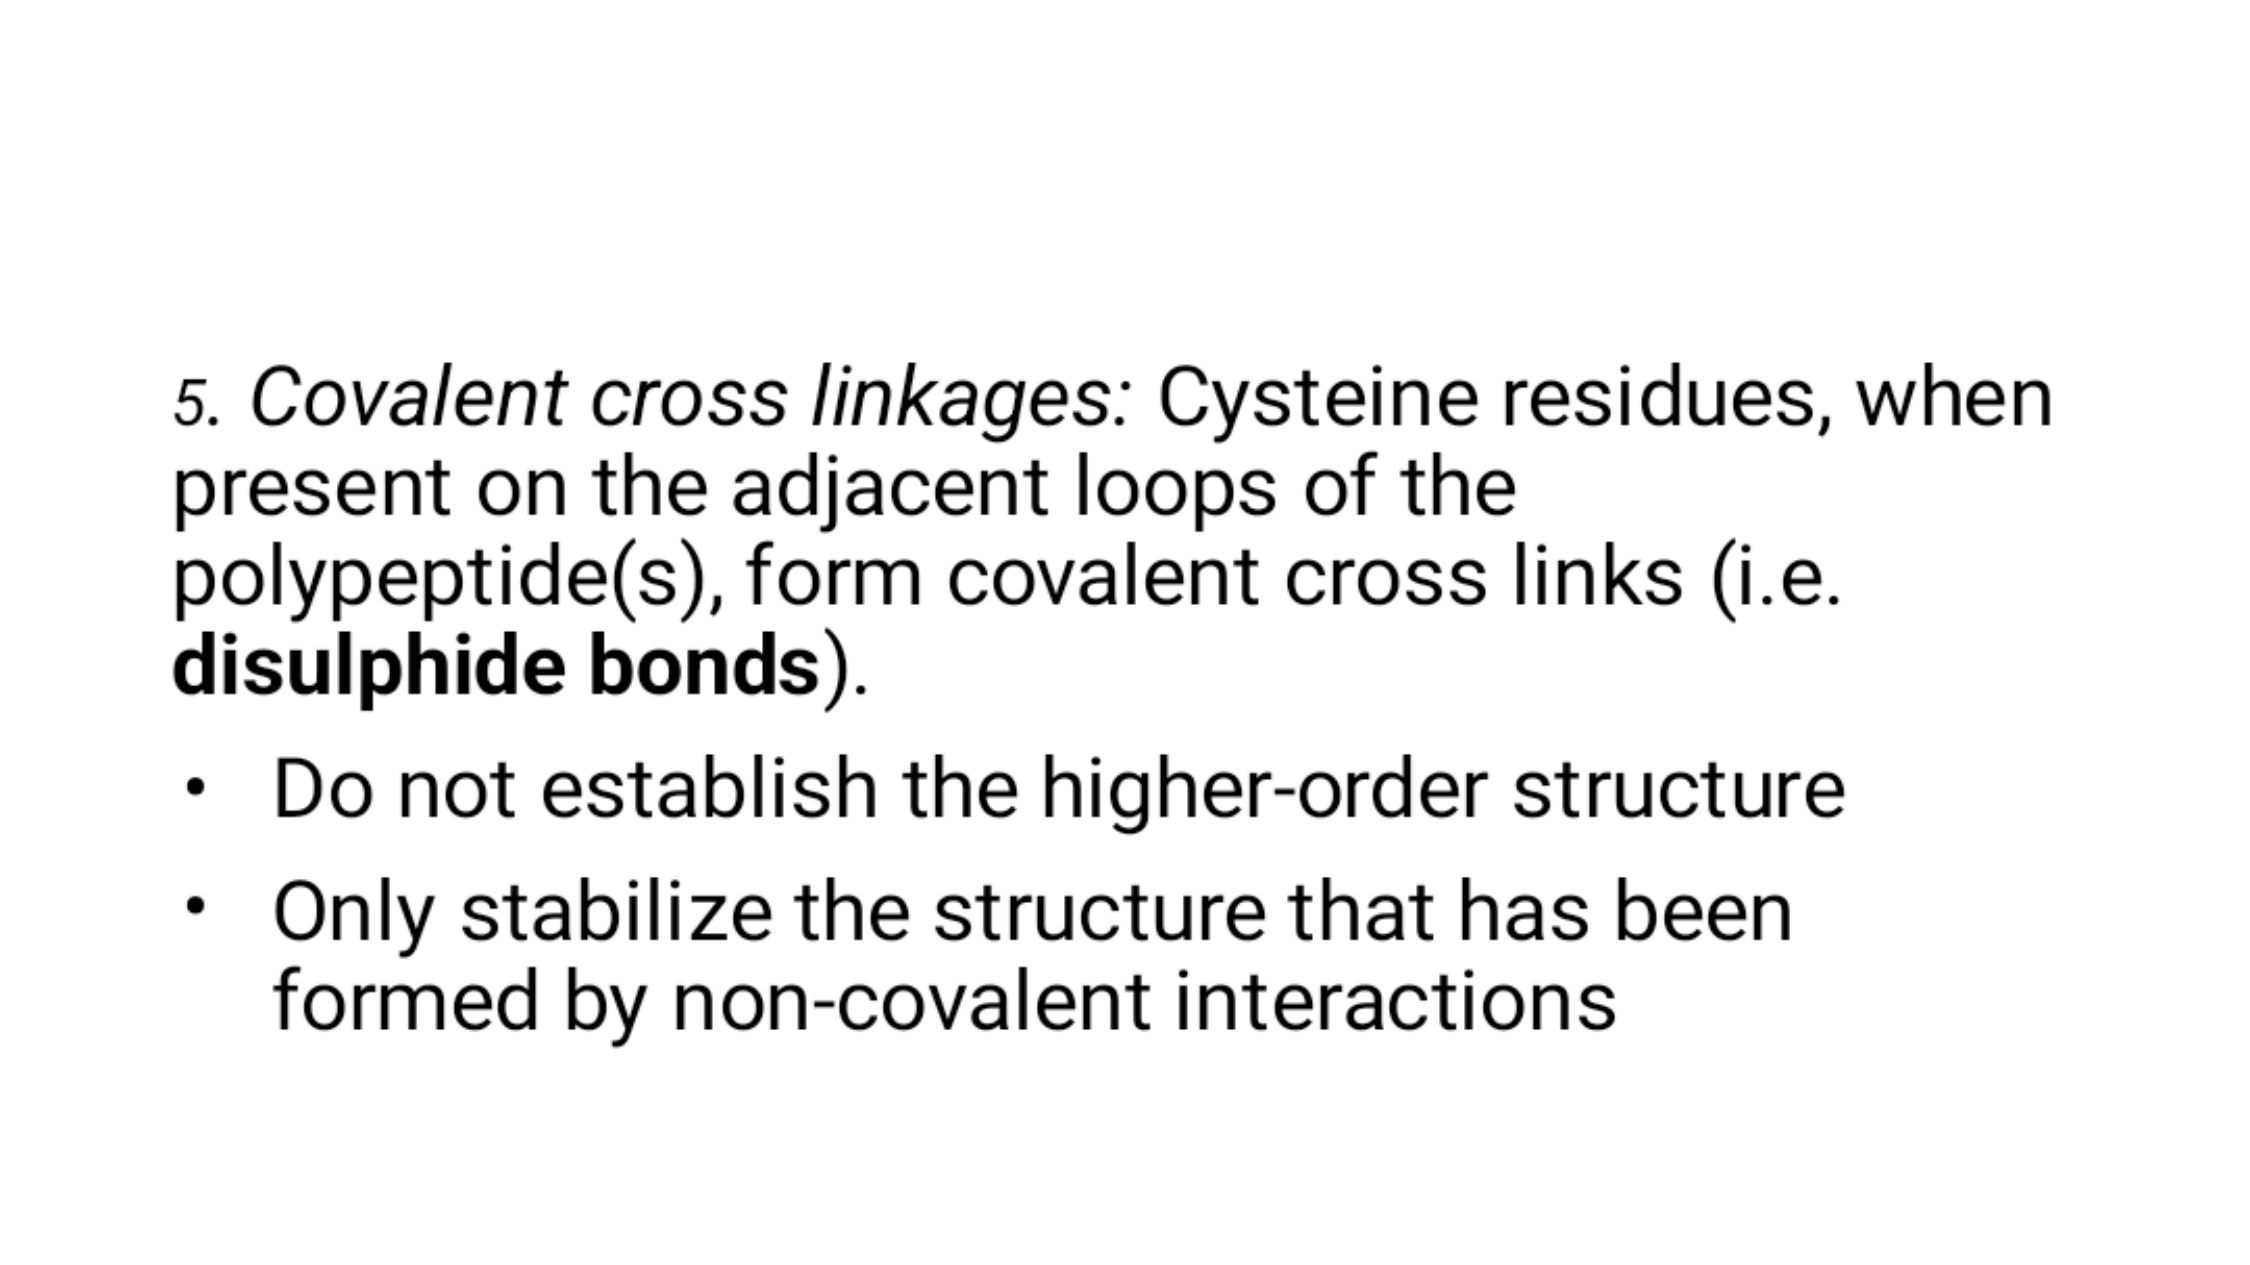 5. Covalent cross linkages: Cysteine residues, when
present on the adjacent loops of the
polypeptide(s), form covalent cross links (i.e.
disulphide bonds).
• Do not establish the higher-order structure
• Only stabilize the structure that has been
formed by non-covalent interactions